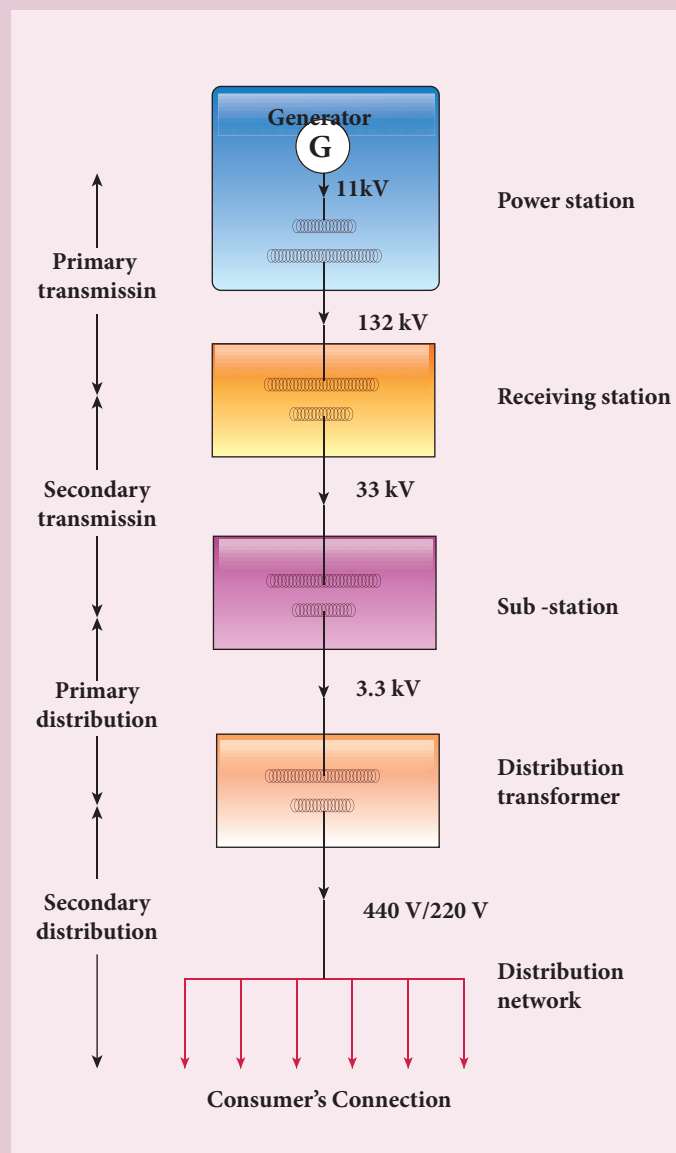 Generator
G
11kV
Power station
Primary
transmissin
132 kV
Receiving station
Secondary
transmissin
33 kV
Sub -station
Primary
distribution
3.3 kV
Distribution
transformer
Secondary
distribution
440 V/220 V
Distribution
network
Consumer’s Connection